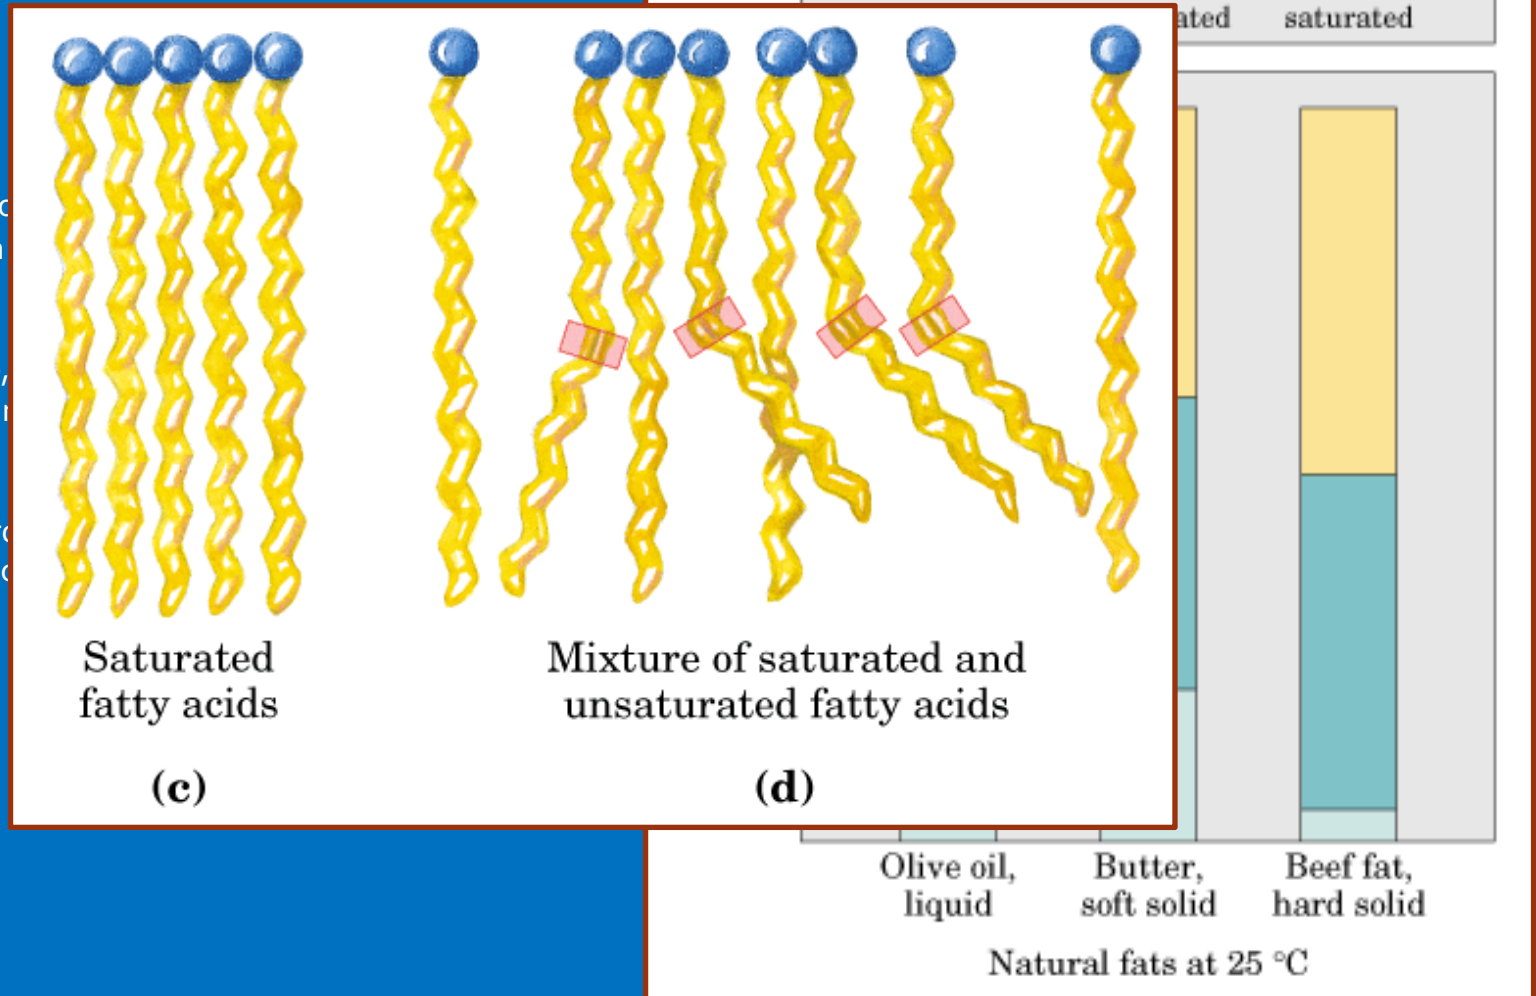 saturated
Saturated
fatty acids
(c)
Mixture of saturated and
unsaturated fatty acids
(d)
Olive oil,
liquid
Butter,
soft solid
Beef fat,
hard solid
Natural fats at 25 °C